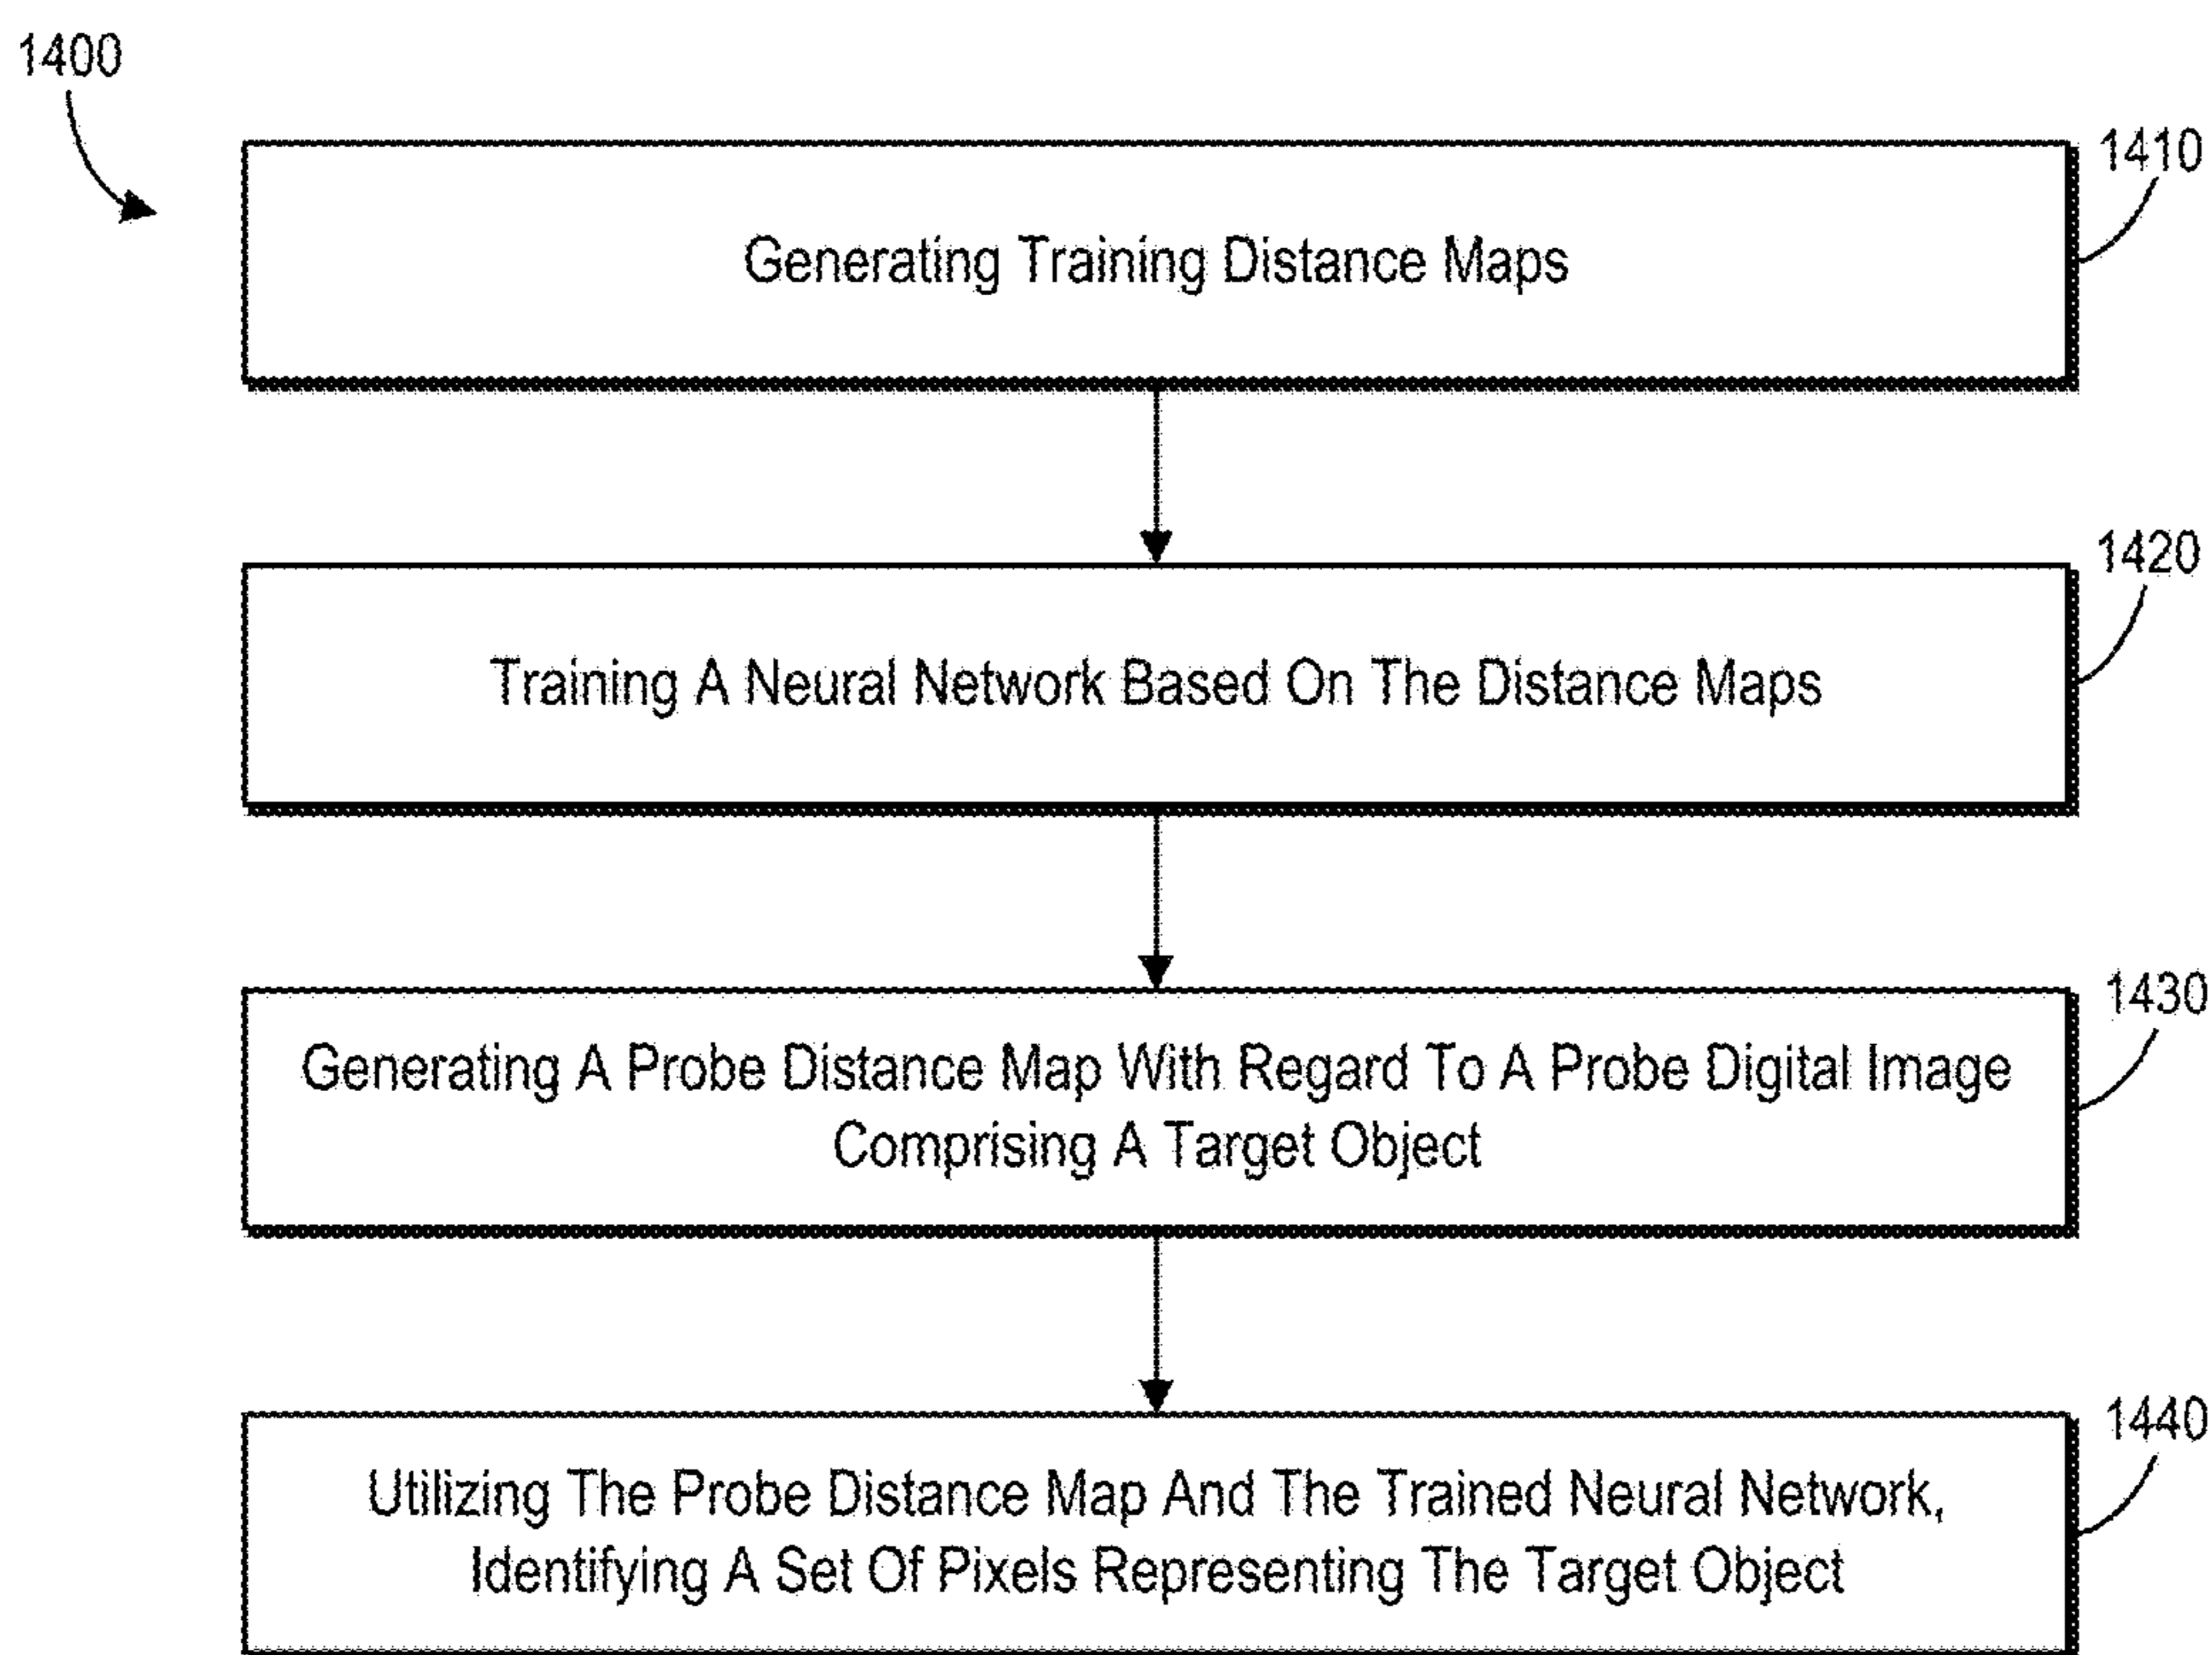 1400
1410
Generating Training Distance Maps
1420
Training A Neural Network Based On The Distance Maps
1430
Generating A Probe Distance Map With Regard To A Probe Digital Image
Comprising A Target Object
1440
Utilizing The Probe Distance Map And The Trained Neural Network,
Identifying A Set Of Pixels Representing The Target Object